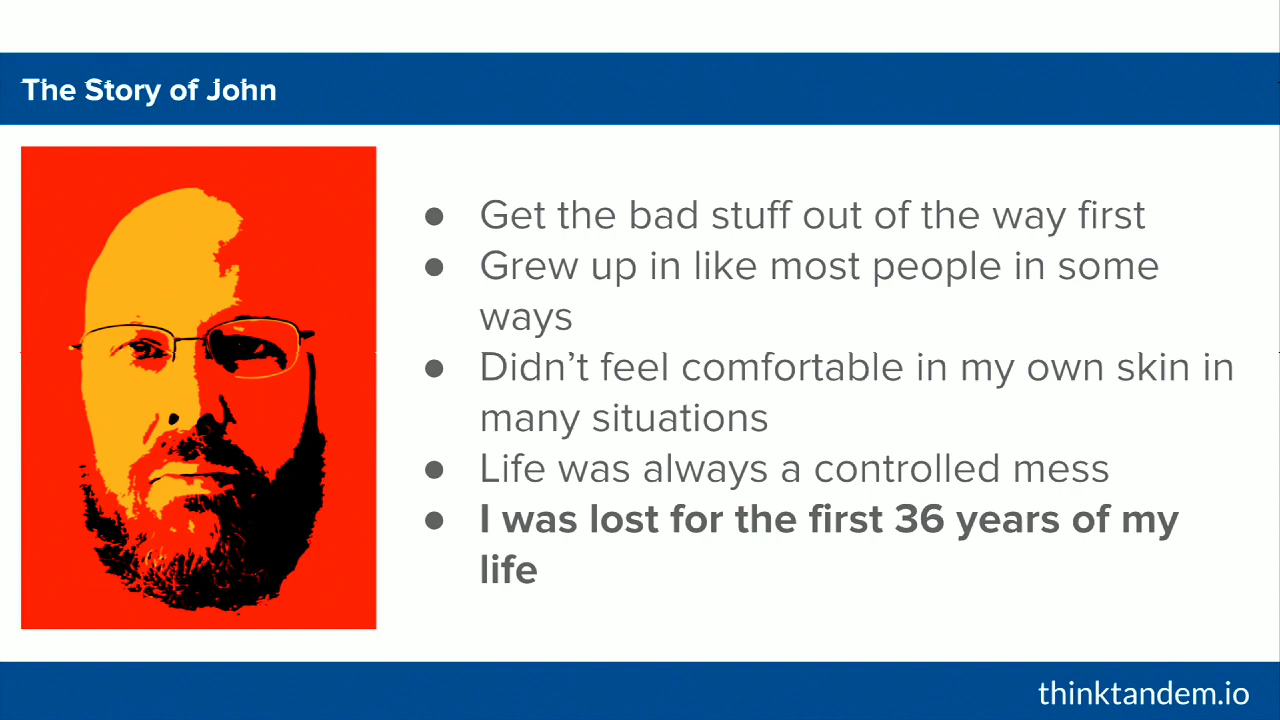 The Story of John
● Get the bad stuff out of the way first
● Grew up in like most people in some
ways
● Didn’t feel comfortable in my own skin in
many situations
● Life was always a controlled mess
● I was lost for the first 36 years of my
life
thinktandem.io